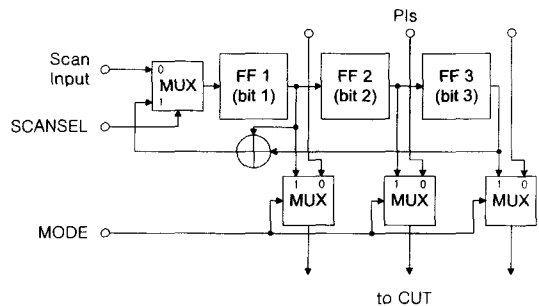 PIs
Scan
Input
0
1
MUX
FF 1
(bit 1)
FF 2
(bit 2)
FF 3
(bit 3)
SCANSEL
1 0
MUX
1 0
MUX
1 0
MUX
MODE
to CUT